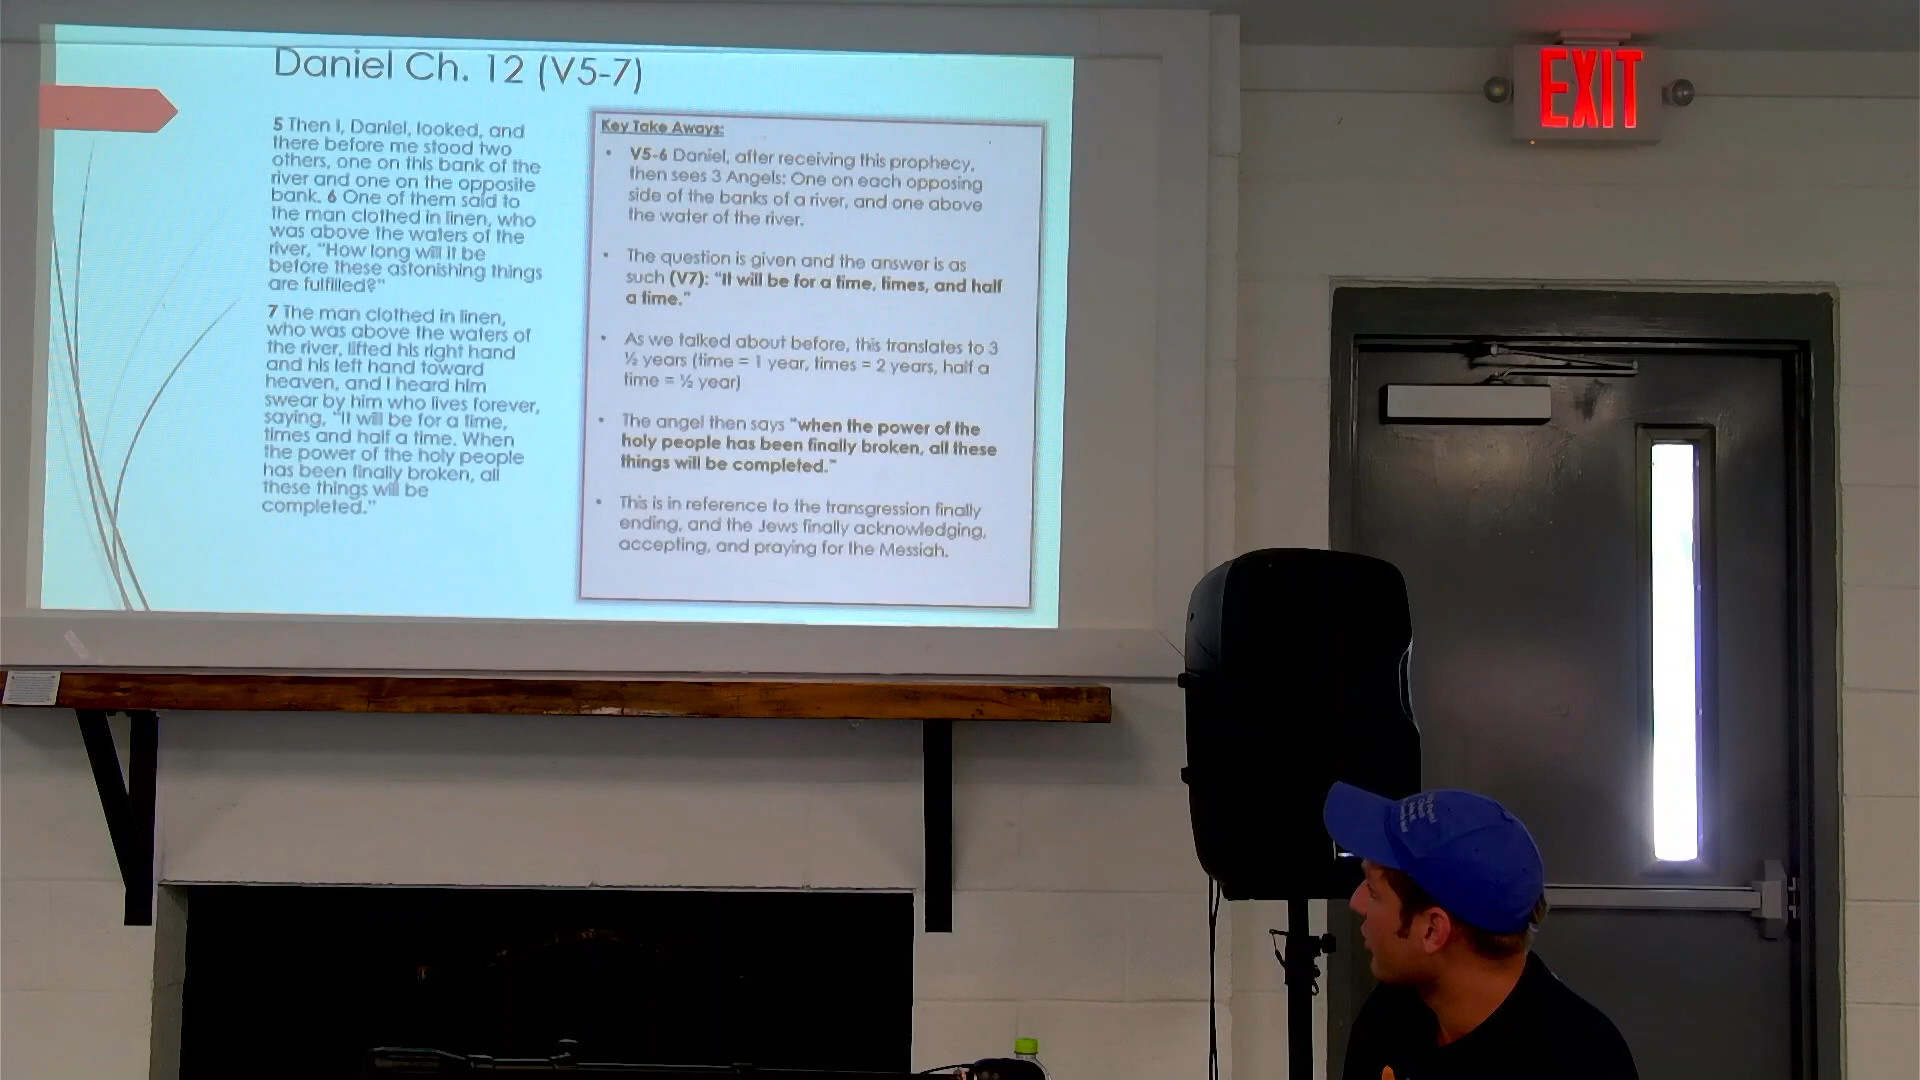 Daniel Ch. 12 (V5-7)
5 Then I, Daniel, looked, and
there before me stood two
others, one on this bank of the
river and one on the opposite
bank. 6 One of them said to
the man clothed in linen, who
was above the waters of the
river, "How long will it be
before these astonishing things
are fulfilled?"
7 The man clothed in linen,
who was above the waters of
the river, lifted his right hand
and his left hand toward
heaven, and I heard him
swear by him who lives forever,
saying, "It will be for a time,
times and half a time. When
the power of the holy people
has been finally broken, all
these things will be
completed."
Key Take Aways:
• V5-6 Daniel, after receiving this prophecy,
then sees 3 Angels: One on each opposing
side of the banks of a river, and one above
the water of the river.
• The question is given and the answer is as
such (V7): "It will be for a time, times, and half
a time."
• As we talked about before, this translates to 3
½ years (time = 1 year, times = 2 years, half a
time = ½ year)
• The angel then says "when the power of the
holy people has been finally broken, all these
things will be completed."
• This is in reference to the transgression finally
ending, and the Jews finally acknowledging,
accepting, and praying for the Messiah.
EXIT